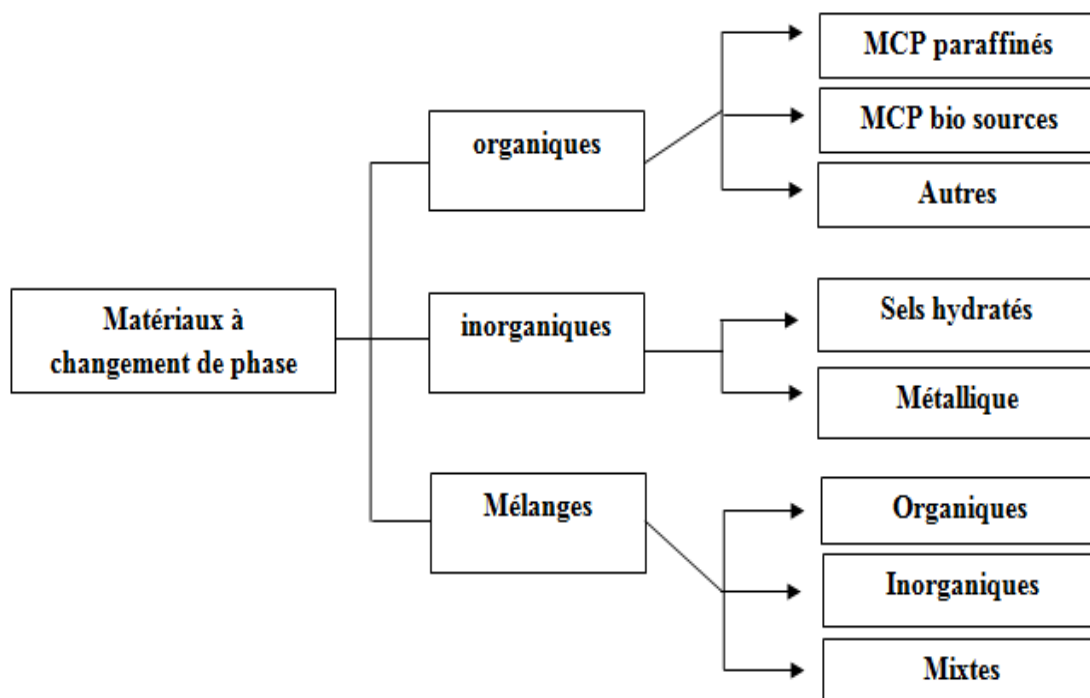 Matériaux à
changement de phase
organiques
MCP paraffinés
MCP bio sources
Autres
inorganiques
Sels hydratés
Métallique
Mélanges
Organiques
Inorganiques
Mixtes